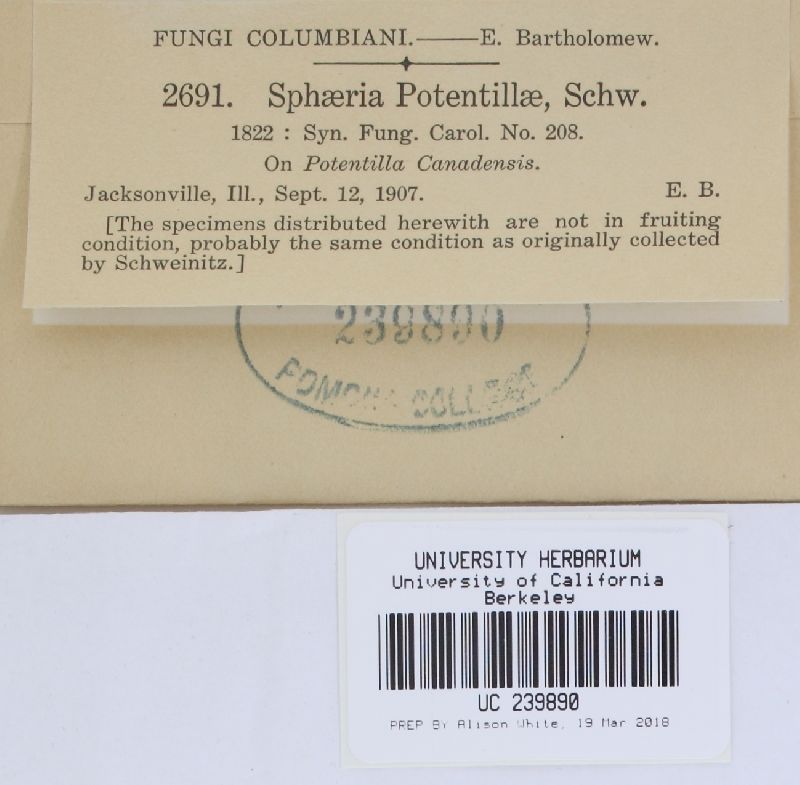 FUNGI COLUMBIANI.——E. Bartholomew.
2691. Sphæria Potentillæ, Schw.
1822 : Syn. Fung. Carol. No. 208.
On Potentilla Canadensis.
Jacksonville, Ill., Sept. 12, 1907. E. B.
[The specimens distributed herewith are not in fruiting
condition, probably the same condition as originally collected
by Schweinitz.]
239890
POMONA COLLEGE
UNIVERSITY HERBARIUM
University of California
Berkeley
UC 239890
PREP BY Alison White, 19 Mar 2018